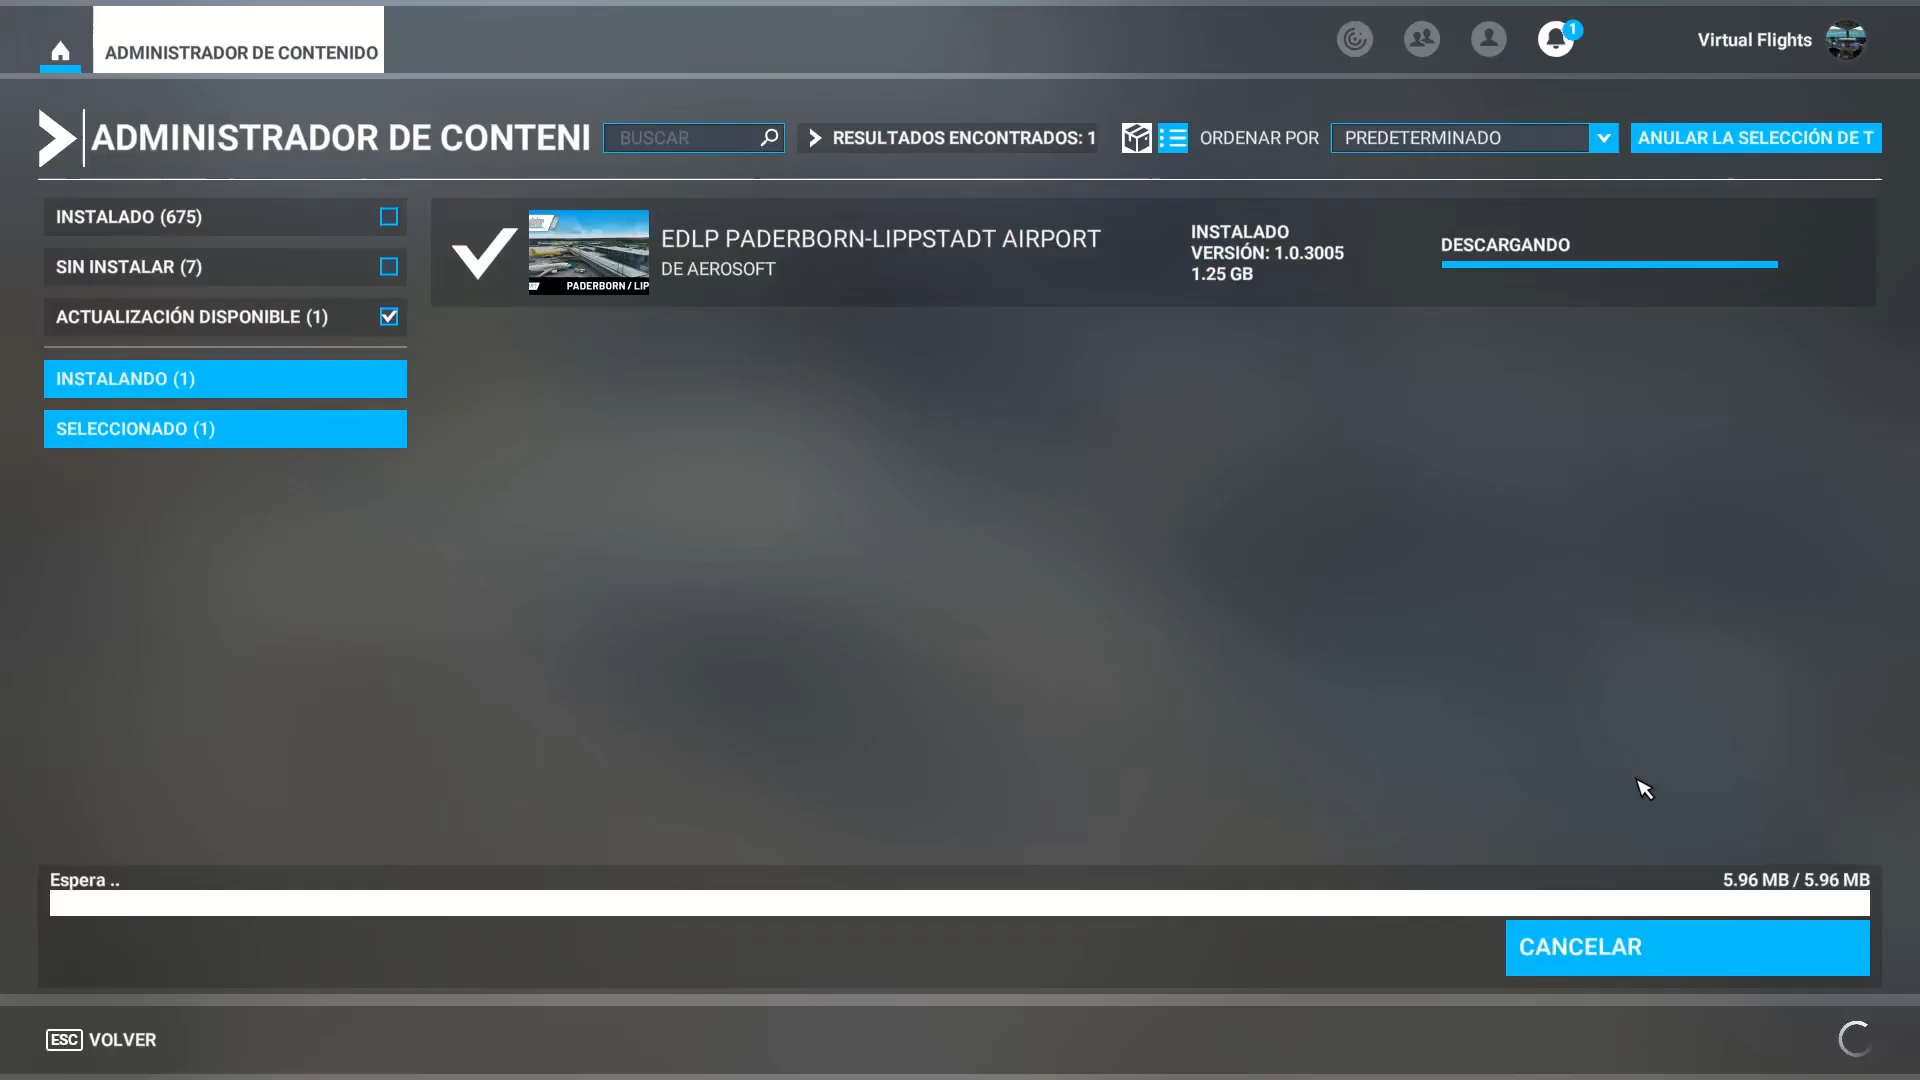 ADMINISTRADOR DE CONTENIDO
1
Virtual Flights
ADMINISTRADOR DE CONTENI
BUSCAR
RESULTADOS ENCONTRADOS: 1
ORDENAR POR
PREDETERMINADO
ANULAR LA SELECCIÓN DE T
INSTALADO (675)
SIN INSTALAR (7)
ACTUALIZACIÓN DISPONIBLE (1)
INSTALANDO (1)
SELECCIONADO (1)
PADERBORN / LIP
EDLP PADERBORN-LIPPSTADT AIRPORT
DE AEROSOFT
INSTALADO
VERSIÓN: 1.0.3005
1.25 GB
DESCARGANDO
Espera ..
5.96 MB / 5.96 MB
CANCELAR
ESC VOLVER